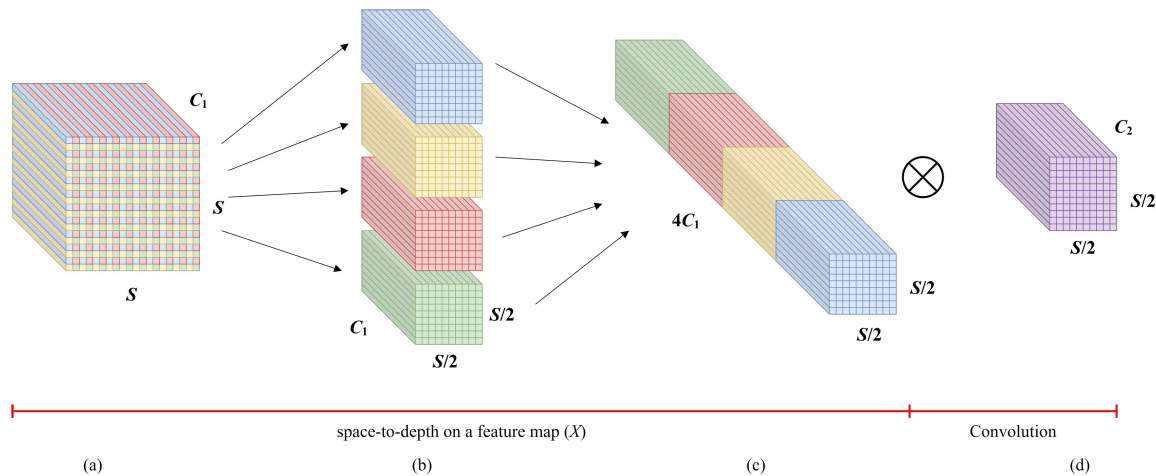 C₁
S
S
C₁
S/2
S/2
4C₁
S/2
S/2
C₂
S/2
S/2
space-to-depth on a feature map (X)
Convolution
(a)
(b)
(c)
(d)